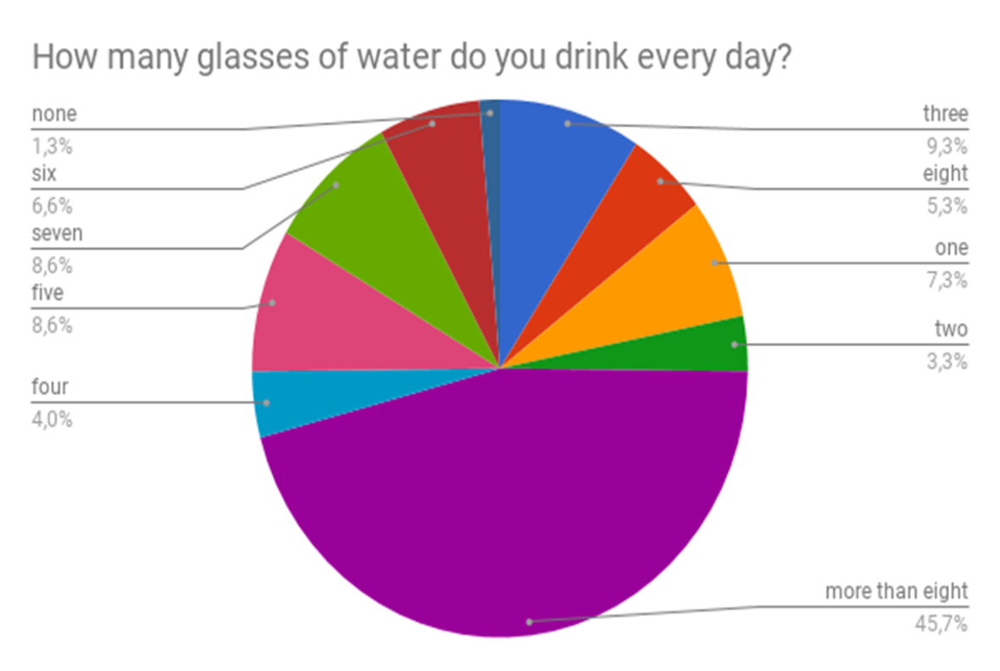 How many glasses of water do you drink every day?
none
1,3%
six
6,6%
seven
8,6%
five
8,6%
four
4,0%
three
9,3%
eight
5,3%
one
7,3%
two
3,3%
more than eight
45,7%